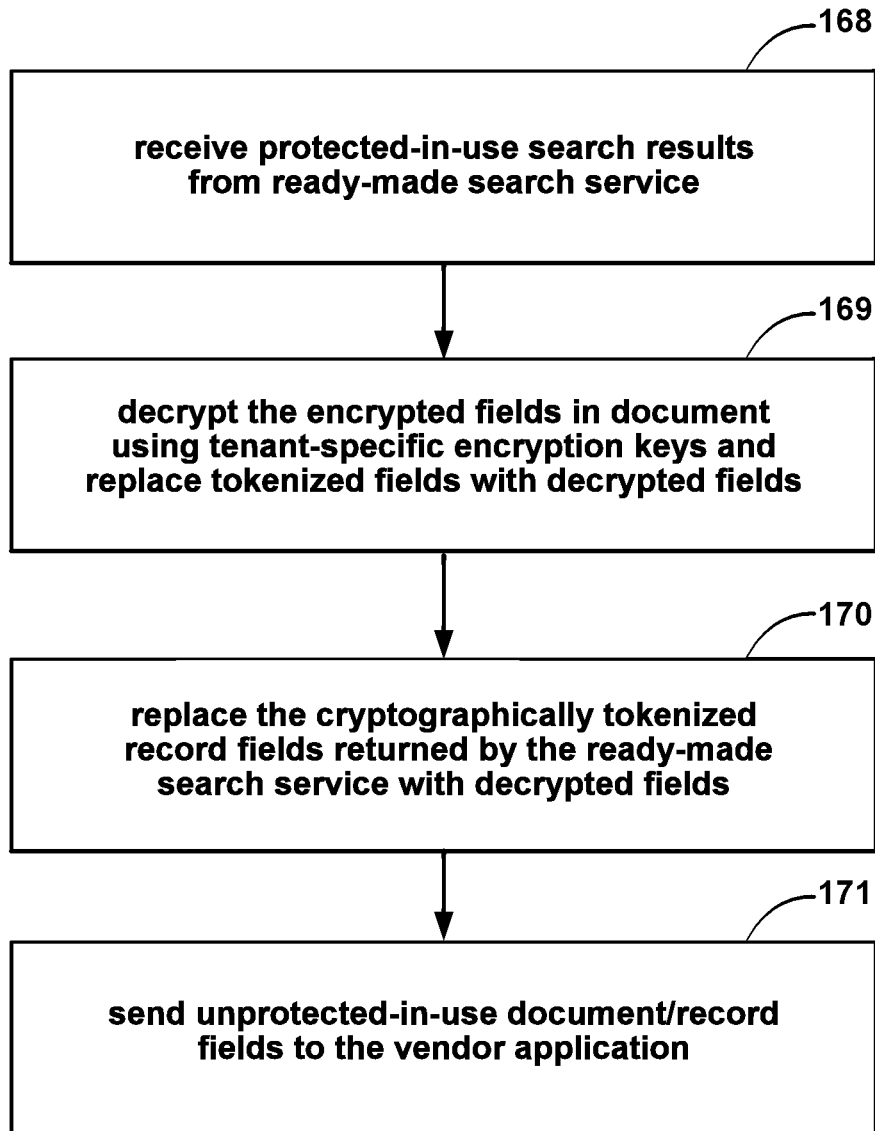 168
receive protected-in-use search results
from ready-made search service
169
decrypt the encrypted fields in document
using tenant-specific encryption keys and
replace tokenized fields with decrypted fields
170
replace the cryptographically tokenized
record fields returned by the ready-made
search service with decrypted fields
171
send unprotected-in-use document/record
fields to the vendor application